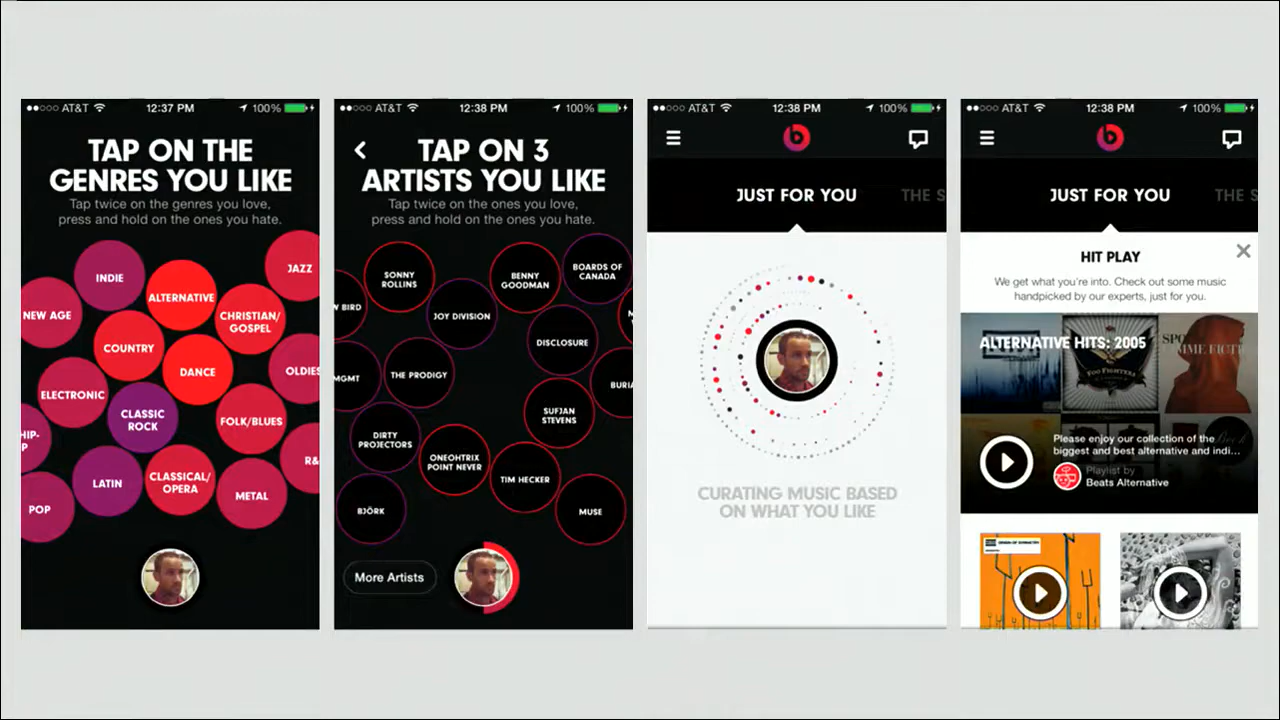 AT&T 12:37 PM 100%
TAP ON THE
GENRES YOU LIKE
Tap twice on the genres you love,
press and hold on the ones you hate.
JAZZ
INDIE
ALTERNATIVE
NEW AGE
CHRISTIAN/
GOSPEL
COUNTRY
DANCE
OLDIES
ELECTRONIC
CLASSIC
ROCK
FOLK/BLUES
HIP-
P
R&
LATIN
CLASSICAL/
OPERA
METAL
POP
AT&T 12:38 PM 100%
TAP ON 3
ARTISTS YOU LIKE
Tap twice on the ones you love,
press and hold on the ones you hate.
SONNY
ROLLINS
BENNY
GOODMAN
BOARDS OF
CANADA
W BIRD
JOY DIVISION
DISCLOSURE
MGMT
THE PRODIGY
BURIA
SUFJAN
STEVENS
DIRTY
PROJECTORS
ONEOHTRIX
POINT NEVER
TIM HECKER
BJÖRK
MUSE
More Artists
AT&T 12:38 PM 100%
b
JUST FOR YOU THE S
CURATING MUSIC BASED
ON WHAT YOU LIKE
AT&T 12:38 PM 100%
b
JUST FOR YOU THE S
HIT PLAY
We get what you're into. Check out some music
handpicked by our experts, just for you.
ALTERNATIVE HITS: 2005
FOO FIGHTERS
Please enjoy our collection of the
biggest and best alternative and indi...
Playlist by
Beats Alternative